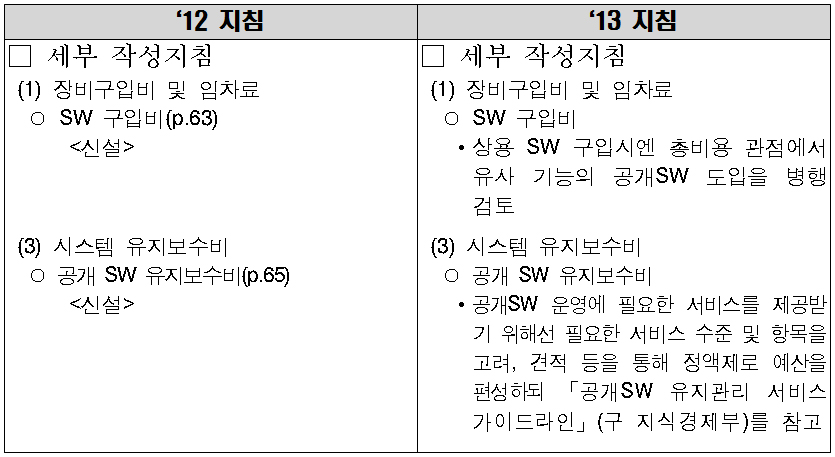 ‘12 지침
□ 세부 작성지침
(1) 장비구입비 및 임차료
○ SW 구입비(p.63)
<신설>
(3) 시스템 유지보수비
○ 공개 SW 유지보수비(p.65)
<신설>
‘13 지침
□ 세부 작성지침
(1) 장비구입비 및 임차료
○ SW 구입비
• 상용 SW 구입시엔 총비용 관점에서
유사 기능의 공개SW 도입을 병행
검토
(3) 시스템 유지보수비
○ 공개 SW 유지보수비
• 공개SW 운영에 필요한 서비스를 제공받
기 위해선 필요한 서비스 수준 및 항목을
고려, 견적 등을 통해 정액제로 예산을
편성하되 「공개SW 유지관리 서비스
가이드라인」(구 지식경제부)를 참고